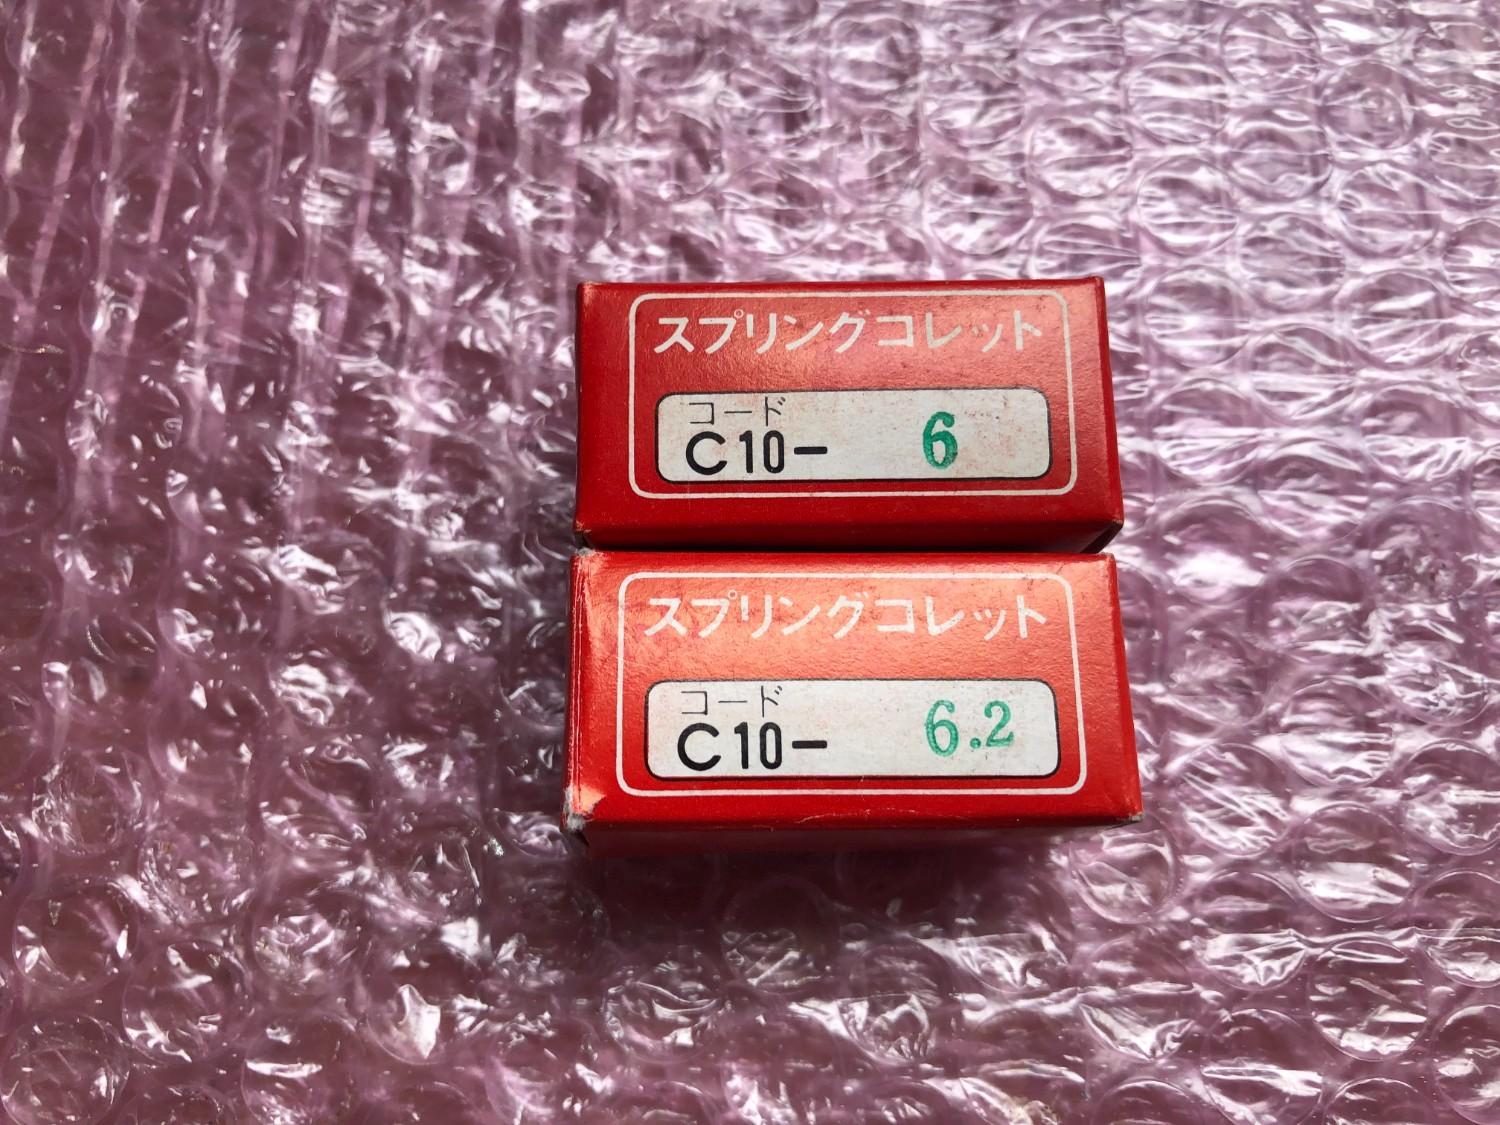 スプリングコレット
コード
C10- 6
スプリングコレット
コード
C10- 6.2